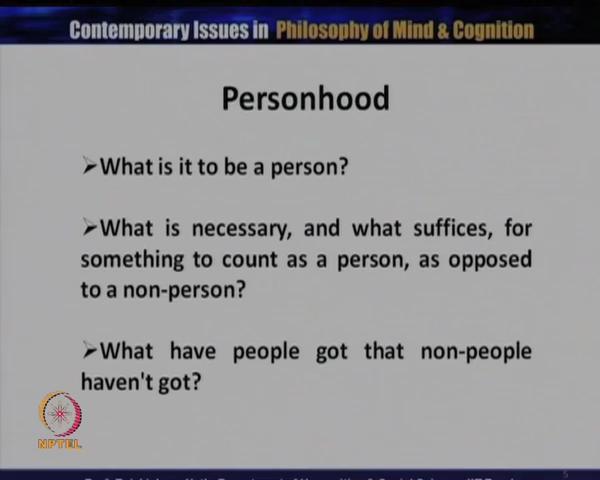 Contemporary Issues in Philosophy of Mind & Cognition
Personhood
➢What is it to be a person?
➢What is necessary, and what suffices, for
something to count as a person, as opposed
to a non-person?
➢What have people got that non-people
haven't got?
NPTEL
5